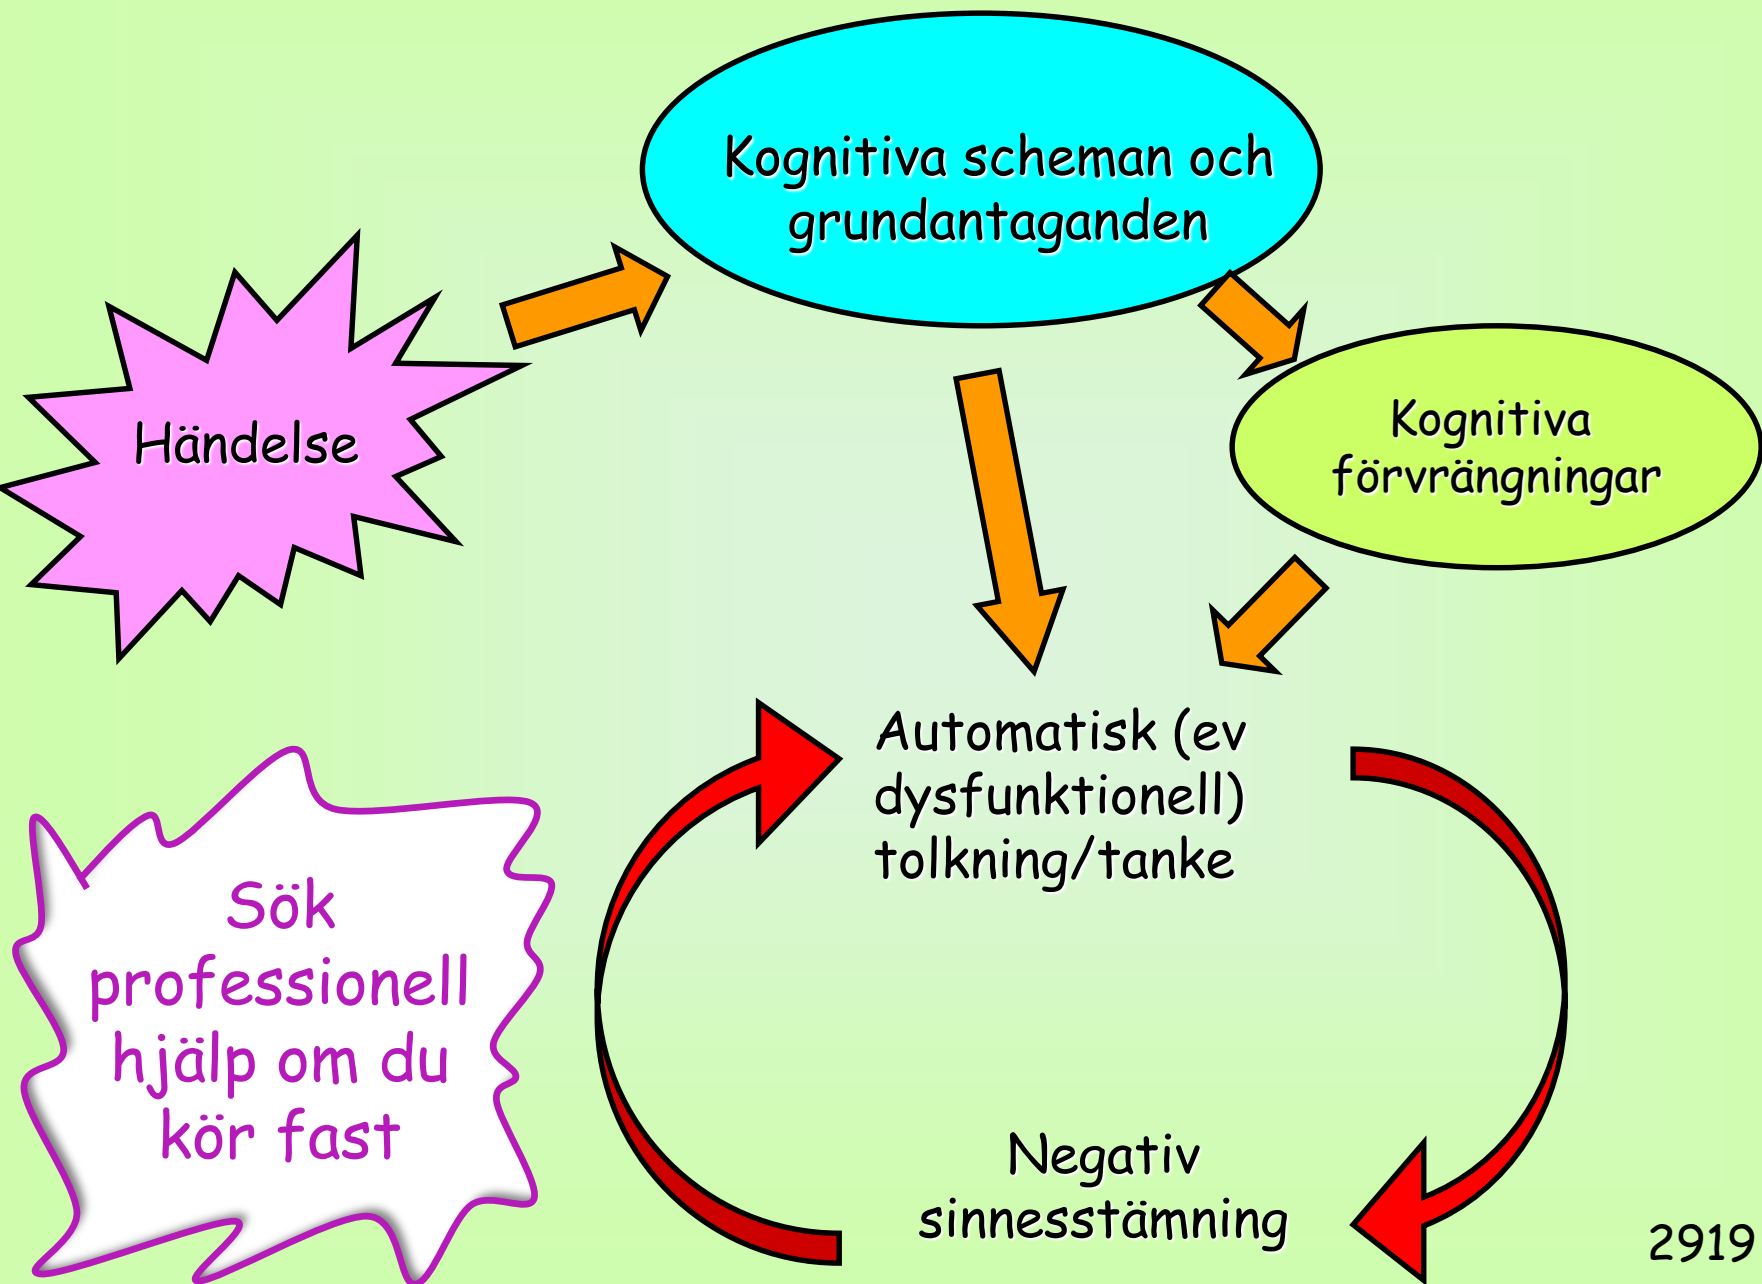 Kognitiva scheman och
grundantaganden
Händelse
Kognitiva
förvrängningar
Automatisk (ev
dysfunktionell)
tolkning/tanke
Sök
professionell
hjälp om du
kör fast
Negativ
sinnesstämning
2919